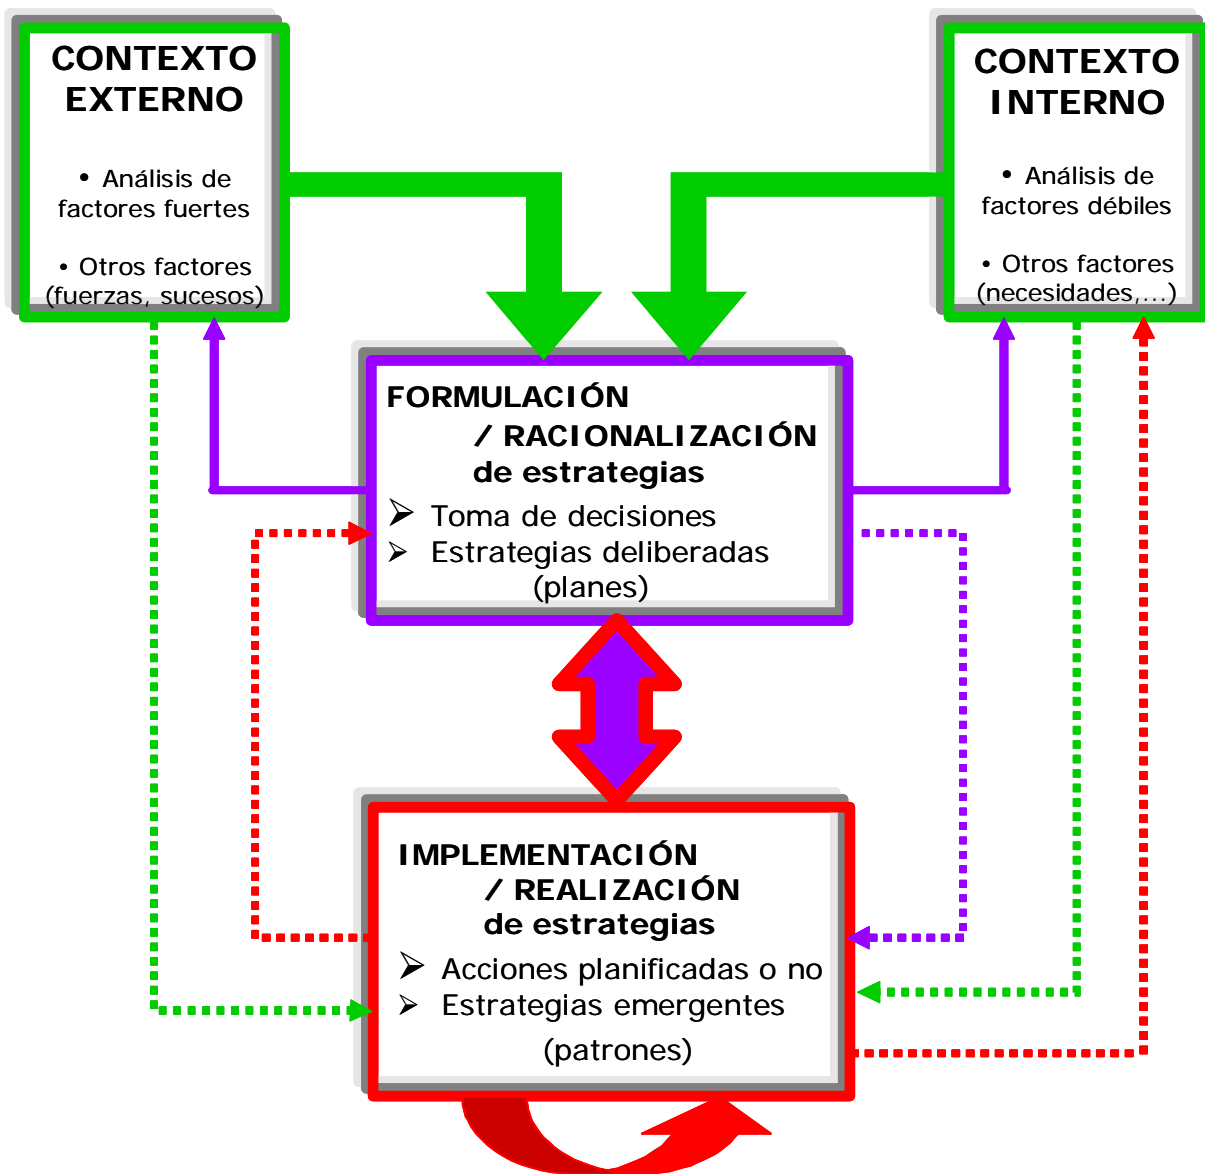 CONTEXTO
EXTERNO
• Análisis de
factores fuertes
• Otros factores
(fuerzas, sucesos)
CONTEXTO
INTERNO
• Análisis de
factores débiles
• Otros factores
(necesidades,...)
FORMULACIÓN
/ RACIONALIZACIÓN
de estrategias
➢ Toma de decisiones
➢ Estrategias deliberadas
(planes)
IMPLEMENTACIÓN
/ REALIZACIÓN
de estrategias
➢ Acciones planificadas o no
➢ Estrategias emergentes
(patrones)